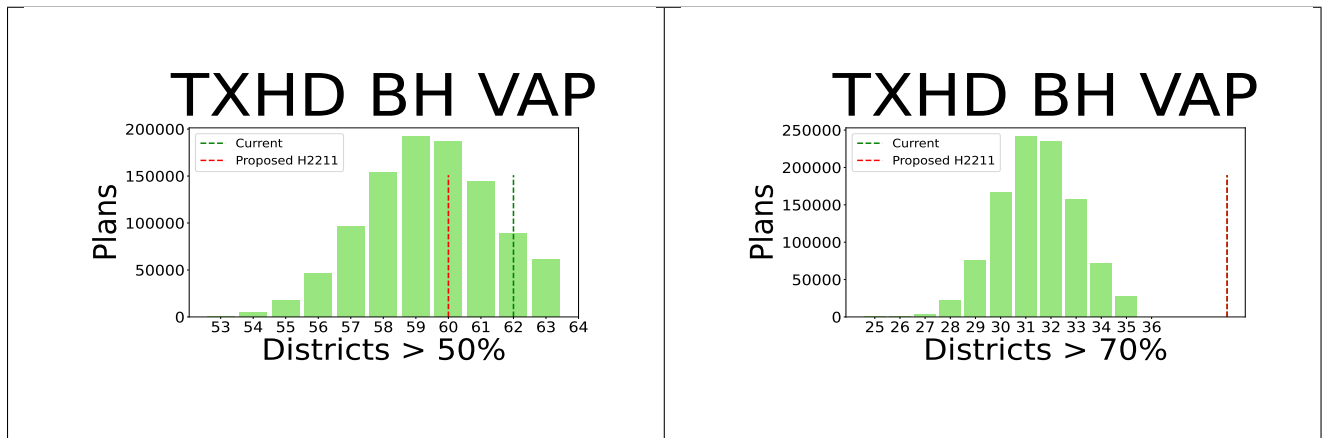 TXHD BH VAP
200000
150000
100000
50000
0
Plans
Current
Proposed H2211
53 54 55 56 57 58 59 60 61 62 63 64
Districts > 50%
TXHD BH VAP
250000
200000
150000
100000
50000
0
Plans
Current
Proposed H2211
25 26 27 28 29 30 31 32 33 34 35 36
Districts > 70%